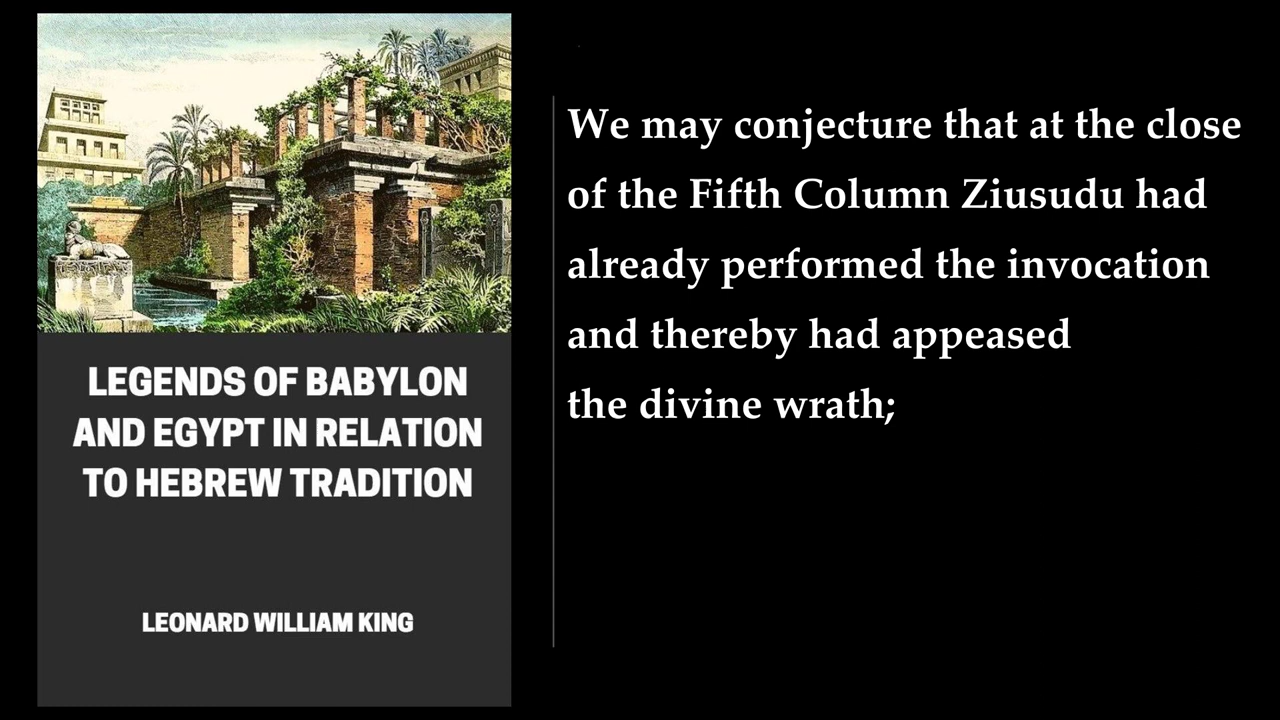 LEGENDS OF BABYLON
AND EGYPT IN RELATION
TO HEBREW TRADITION
LEONARD WILLIAM KING
We may conjecture that at the close
of the Fifth Column Ziusudu had
already performed the invocation
and thereby had appeased
the divine wrath;